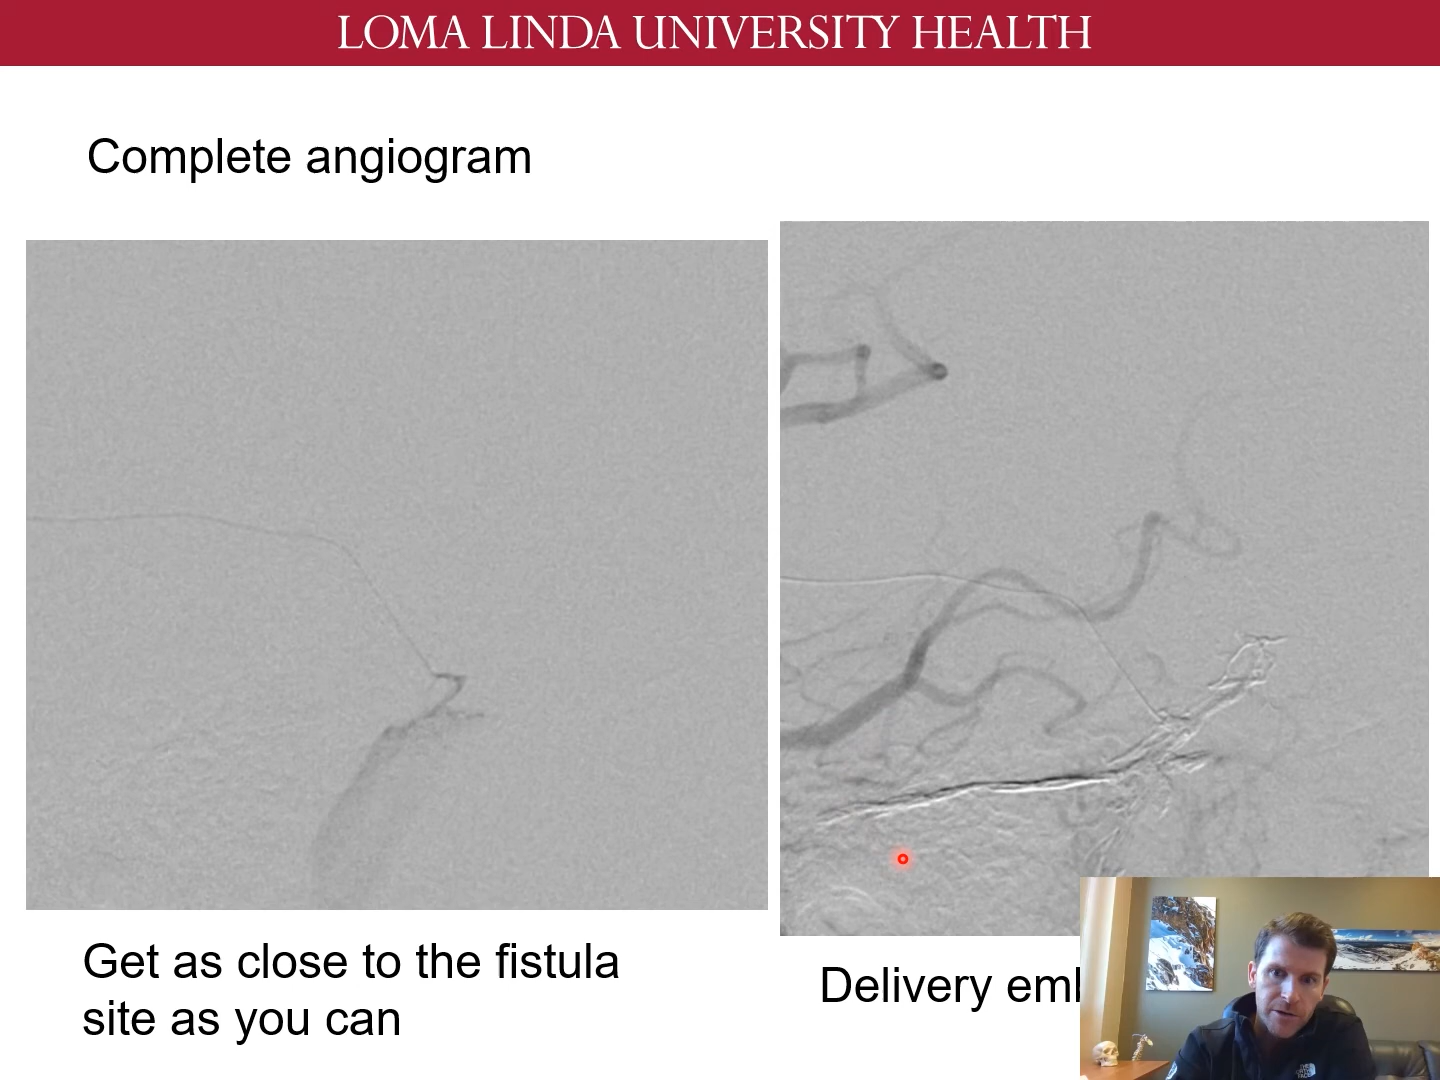 LOMA LINDA UNIVERSITY HEALTH
Complete angiogram
Get as close to the fistula
site as you can
Delivery